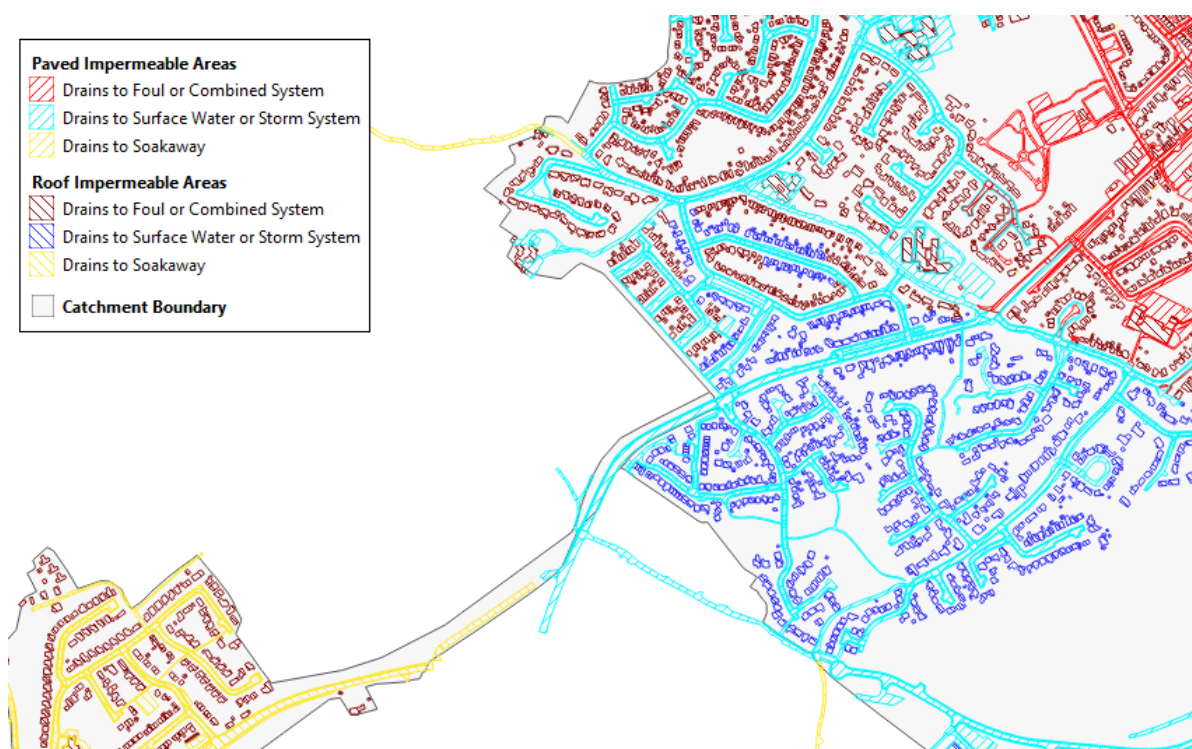 Paved Impermeable Areas
Drains to Foul or Combined System
Drains to Surface Water or Storm System
Drains to Soakaway
Roof Impermeable Areas
Drains to Foul or Combined System
Drains to Surface Water or Storm System
Drains to Soakaway
Catchment Boundary